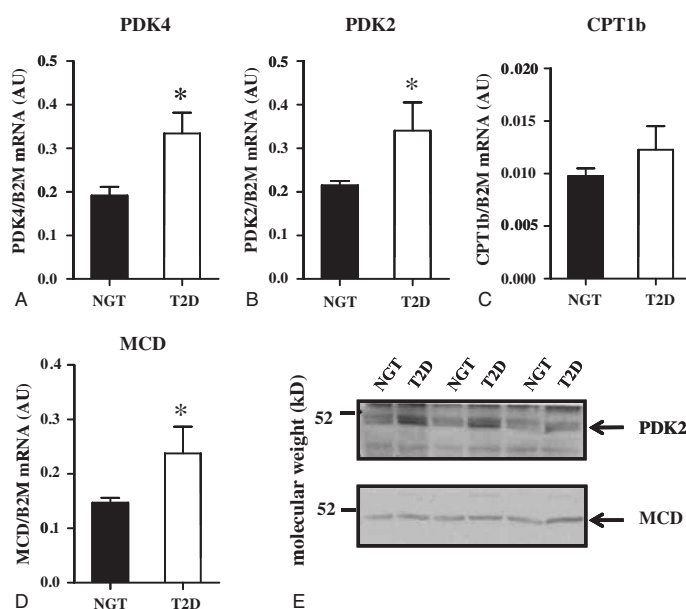 PDK4
PDK4/B2M mRNA (AU)
0.5
0.4
0.3
0.2
0.1
0.0
*
NGT
T2D
A
PDK2
PDK2/B2M mRNA (AU)
0.5
0.4
0.3
0.2
0.1
0.0
*
NGT
T2D
B
CPT1b
CPT1b/B2M mRNA (AU)
0.020
0.015
0.010
0.005
0.000
NGT
T2D
C
MCD
MCD/B2M mRNA (AU)
0.4
0.3
0.2
0.1
0.0
*
NGT
T2D
D
NGT T2D NGT T2D NGT T2D
molecular weight (kD)
52
PDK2
52
MCD
E